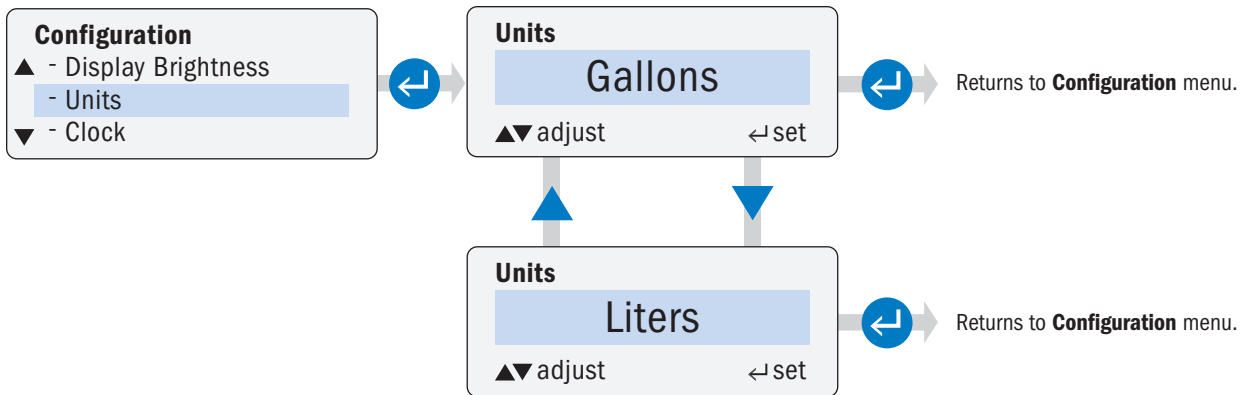 Configuration
▲ - Display Brightness
- Units
▼ - Clock
Units
Gallons
▲▼ adjust ↵ set
Returns to Configuration menu.
Units
Liters
▲▼ adjust ↵ set
Returns to Configuration menu.